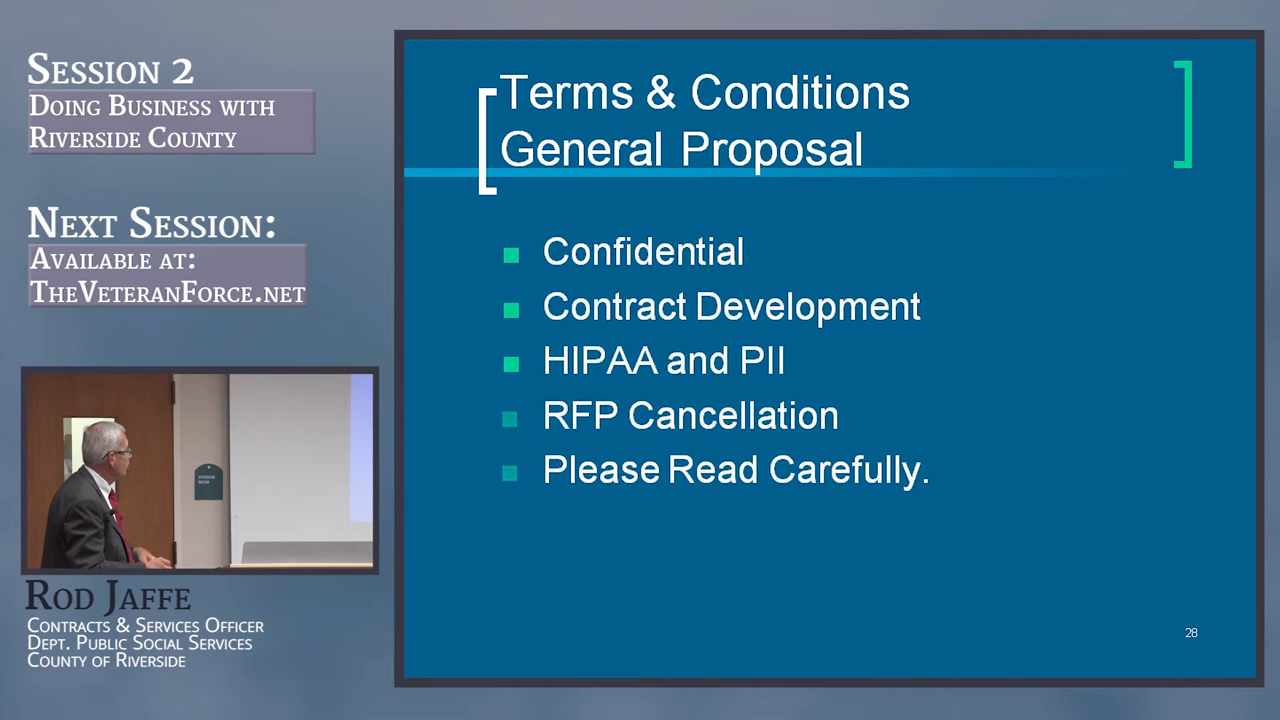 SESSION 2
DOING BUSINESS WITH
RIVERSIDE COUNTY
NEXT SESSION:
AVAILABLE AT:
THEVETERANFORCE.NET
STORAGE
ROOM
ROD JAFFE
CONTRACTS & SERVICES OFFICER
DEPT. PUBLIC SOCIAL SERVICES
COUNTY OF RIVERSIDE
Terms & Conditions
General Proposal
Confidential
Contract Development
HIPAA and PII
RFP Cancellation
Please Read Carefully.
28